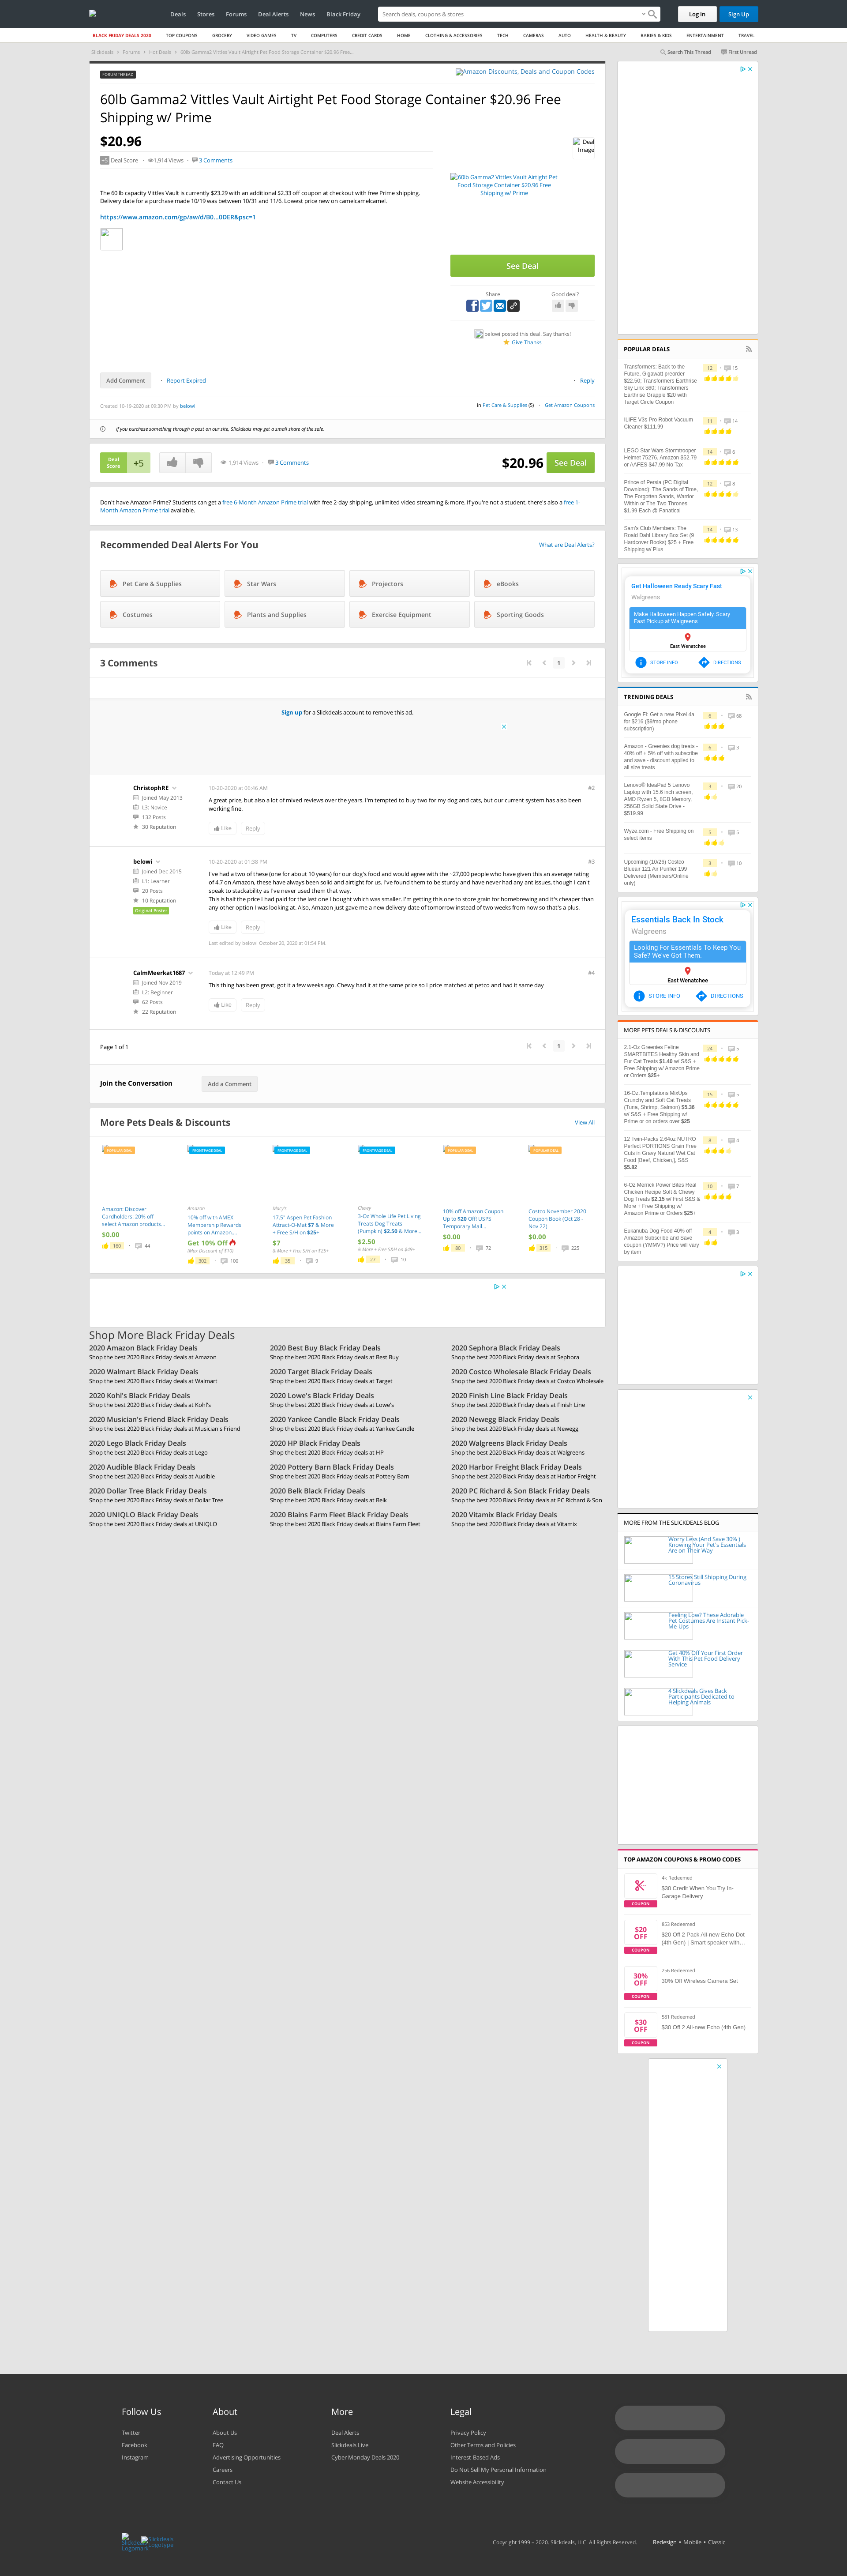 Deals
Stores
Forums
Deal Alerts
News
Black Friday
Search deals, coupons & stores
Log In
Sign Up
BLACK FRIDAY DEALS 2020
TOP COUPONS
GROCERY
VIDEO GAMES
TV
COMPUTERS
CREDIT CARDS
HOME
CLOTHING & ACCESSORIES
TECH
CAMERAS
AUTO
HEALTH & BEAUTY
BABIES & KIDS
ENTERTAINMENT
TRAVEL
Slickdeals
Forums
Hot Deals
60lb Gamma2 Vittles Vault Airtight Pet Food Storage Container $20.96 Free...
Search This Thread
First Unread
FORUM THREAD
Amazon Discounts, Deals and Coupon Codes
60lb Gamma2 Vittles Vault Airtight Pet Food Storage Container $20.96 Free
Shipping w/ Prime
$20.96
Deal Image
+5 Deal Score
1,914 Views
3 Comments
The 60 lb capacity Vittles Vault is currently $23.29 with an additional $2.33 off coupon at checkout with free Prime shipping.
Delivery date for a purchase made 10/19 was between 10/31 and 11/6. Lowest price new on camelcamelcamel.
https://www.amazon.com/gp/aw/d/B0...0DER&psc=1
60lb Gamma2 Vittles Vault Airtight Pet
Food Storage Container $20.96 Free
Shipping w/ Prime
See Deal
Share
Good deal?
belowi posted this deal. Say thanks!
Give Thanks
Add Comment
Report Expired
Reply
Created 10-19-2020 at 09:30 PM by belowi
in Pet Care & Supplies (5)
Get Amazon Coupons
If you purchase something through a post on our site, Slickdeals may get a small share of the sale.
Deal
Score
+5
1,914 Views
3 Comments
$20.96
See Deal
Don't have Amazon Prime? Students can get a free 6-Month Amazon Prime trial with free 2-day shipping, unlimited video streaming & more. If you're not a student, there's also a free 1-
Month Amazon Prime trial available.
Recommended Deal Alerts For You
What are Deal Alerts?
Pet Care & Supplies
Star Wars
Projectors
eBooks
Costumes
Plants and Supplies
Exercise Equipment
Sporting Goods
3 Comments
1
Sign up for a Slickdeals account to remove this ad.
ChristophRE
Joined May 2013
L3: Novice
132 Posts
30 Reputation
10-20-2020 at 06:46 AM
#2
A great price, but also a lot of mixed reviews over the years. I'm tempted to buy two for my dog and cats, but our current system also has been
working fine.
Like
Reply
belowi
Joined Dec 2015
L1: Learner
20 Posts
10 Reputation
Original Poster
10-20-2020 at 01:38 PM
#3
I've had a two of these (one for about 10 years) for our dog's food and would agree with the ~27,000 people who have given this an average rating
of 4.7 on Amazon, these have always been solid and airtight for us. I've found them to be sturdy and have never had any issues, though I can't
speak to stackability as I've never used them that way.
This is half of the price I had paid for the last one I bought which was smaller. I'm getting this one to store grain for homebrewing and it's cheaper than
any other option I was looking at. Also, Amazon just gave me a new delivery date of tomorrow instead of two weeks from now so that's a plus.
Like
Reply
Last edited by belowi October 20, 2020 at 01:54 PM.
CalmMeerkat1687
Joined Nov 2019
L2: Beginner
62 Posts
22 Reputation
Today at 12:49 PM
#4
This thing has been great, got it a few weeks ago. Chewy had it at the same price so I price matched at petco and had it same day
Like
Reply
Page 1 of 1
1
Join the Conversation
Add a Comment
More Pets Deals & Discounts
View All
POPULAR DEAL
Amazon: Discover
Cardholders: 20% off
select Amazon products...
$0.00
160
44
FRONTPAGE DEAL
Amazon
10% off with AMEX
Membership Rewards
points on Amazon...
Get 10% Off
(Max Discount of $10)
302
100
FRONTPAGE DEAL
Macy's
17.5" Aspen Pet Fashion
Attract-O-Mat $7 & More
+ Free S/H on $25+
$7
& More + Free S/H on $25+
35
9
FRONTPAGE DEAL
Chewy
3-Oz Whole Life Pet Living
Treats Dog Treats
(Pumpkin) $2.50 & More...
$2.50
& More + Free S&H on $49+
27
10
POPULAR DEAL
10% off Amazon Coupon
Up to $20 Off! USPS
Temporary Mail...
$0.00
80
72
POPULAR DEAL
Costco November 2020
Coupon Book (Oct 28 -
Nov 22)
$0.00
315
225
Shop More Black Friday Deals
2020 Amazon Black Friday Deals
Shop the best 2020 Black Friday deals at Amazon
2020 Best Buy Black Friday Deals
Shop the best 2020 Black Friday deals at Best Buy
2020 Sephora Black Friday Deals
Shop the best 2020 Black Friday deals at Sephora
2020 Walmart Black Friday Deals
Shop the best 2020 Black Friday deals at Walmart
2020 Target Black Friday Deals
Shop the best 2020 Black Friday deals at Target
2020 Costco Wholesale Black Friday Deals
Shop the best 2020 Black Friday deals at Costco Wholesale
2020 Kohl's Black Friday Deals
Shop the best 2020 Black Friday deals at Kohl's
2020 Lowe's Black Friday Deals
Shop the best 2020 Black Friday deals at Lowe's
2020 Finish Line Black Friday Deals
Shop the best 2020 Black Friday deals at Finish Line
2020 Musician's Friend Black Friday Deals
Shop the best 2020 Black Friday deals at Musician's Friend
2020 Yankee Candle Black Friday Deals
Shop the best 2020 Black Friday deals at Yankee Candle
2020 Newegg Black Friday Deals
Shop the best 2020 Black Friday deals at Newegg
2020 Lego Black Friday Deals
Shop the best 2020 Black Friday deals at Lego
2020 HP Black Friday Deals
Shop the best 2020 Black Friday deals at HP
2020 Walgreens Black Friday Deals
Shop the best 2020 Black Friday deals at Walgreens
2020 Audible Black Friday Deals
Shop the best 2020 Black Friday deals at Audible
2020 Pottery Barn Black Friday Deals
Shop the best 2020 Black Friday deals at Pottery Barn
2020 Harbor Freight Black Friday Deals
Shop the best 2020 Black Friday deals at Harbor Freight
2020 Dollar Tree Black Friday Deals
Shop the best 2020 Black Friday deals at Dollar Tree
2020 Belk Black Friday Deals
Shop the best 2020 Black Friday deals at Belk
2020 PC Richard & Son Black Friday Deals
Shop the best 2020 Black Friday deals at PC Richard & Son
2020 UNIQLO Black Friday Deals
Shop the best 2020 Black Friday deals at UNIQLO
2020 Blains Farm Fleet Black Friday Deals
Shop the best 2020 Black Friday deals at Blains Farm Fleet
2020 Vitamix Black Friday Deals
Shop the best 2020 Black Friday deals at Vitamix
POPULAR DEALS
Transformers: Back to the
Future, Gigawatt preorder
$22.50; Transformers Earthrise
Sky Linx $60; Transformers
Earthrise Grapple $20 with
Target Circle Coupon
12
15
ILIFE V3s Pro Robot Vacuum
Cleaner $111.99
11
14
LEGO Star Wars Stormtrooper
Helmet 75276, Amazon $52.79
or AAFES $47.99 No Tax
14
6
Prince of Persia (PC Digital
Download): The Sands of Time,
The Forgotten Sands, Warrior
Within or The Two Thrones
$1.99 Each @ Fanatical
12
8
Sam's Club Members: The
Roald Dahl Library Box Set (9
Hardcover Books) $25 + Free
Shipping w/ Plus
14
13
Get Halloween Ready Scary Fast
Walgreens
Make Halloween Happen Safely. Scary
Fast Pickup at Walgreens
East Wenatchee
STORE INFO
DIRECTIONS
TRENDING DEALS
Google Fi: Get a new Pixel 4a
for $216 ($9/mo phone
subscription)
6
68
Amazon - Greenies dog treats -
40% off + 5% off with subscribe
and save - discount applied to
all size treats
6
3
Lenovo® IdeaPad 5 Lenovo
Laptop with 15.6 inch screen,
AMD Ryzen 5, 8GB Memory,
256GB Solid State Drive -
$519.99
3
20
Wyze.com - Free Shipping on
select items
5
5
Upcoming (10/26) Costco
Blueair 121 Air Purifier 199
Delivered (Members/Online
only)
3
10
Essentials Back In Stock
Walgreens
Looking For Essentials To Keep You
Safe? We've Got Them.
East Wenatchee
STORE INFO
DIRECTIONS
MORE PETS DEALS & DISCOUNTS
2.1-Oz Greenies Feline
SMARTBITES Healthy Skin and
Fur Cat Treats $1.40 w/ S&S +
Free Shipping w/ Amazon Prime
or Orders $25+
24
5
16-Oz.Temptations MixUps
Crunchy and Soft Cat Treats
(Tuna, Shrimp, Salmon) $5.36
w/ S&S + Free Shipping w/
Prime or on orders over $25
15
5
12 Twin-Packs 2.64oz NUTRO
Perfect PORTIONS Grain Free
Cuts in Gravy Natural Wet Cat
Food [Beef, Chicken,], S&S
$5.82
8
4
6-Oz Merrick Power Bites Real
Chicken Recipe Soft & Chewy
Dog Treats $2.15 w/ First S&S &
More + Free Shipping w/
Amazon Prime or Orders $25+
10
7
Eukanuba Dog Food 40% off
Amazon Subscribe and Save
coupon (YMMV?) Price will vary
by item
4
3
MORE FROM THE SLICKDEALS BLOG
Worry Less (And Save 30% )
Knowing Your Pet's Essentials
Are on Their Way
15 Stores Still Shipping During
Coronavirus
Feeling Low? These Adorable
Pet Costumes Are Instant Pick-
Me-Ups
Get 40% Off Your First Order
With This Pet Food Delivery
Service
4 Slickdeals Gives Back
Participants Dedicated to
Helping Animals
TOP AMAZON COUPONS & PROMO CODES
COUPON
4k Redeemed
$30 Credit When You Try In-
Garage Delivery
$20
OFF
COUPON
853 Redeemed
$20 Off 2 Pack All-new Echo Dot
(4th Gen) | Smart speaker with...
30%
OFF
COUPON
256 Redeemed
30% Off Wireless Camera Set
$30
OFF
COUPON
581 Redeemed
$30 Off 2 All-new Echo (4th Gen)
Follow Us
Twitter
Facebook
Instagram
About
About Us
FAQ
Advertising Opportunities
Careers
Contact Us
More
Deal Alerts
Slickdeals Live
Cyber Monday Deals 2020
Legal
Privacy Policy
Other Terms and Policies
Interest-Based Ads
Do Not Sell My Personal Information
Website Accessibility
Slickdeals
Logotype
Logomark
Copyright 1999 - 2020. Slickdeals, LLC. All Rights Reserved.
Redesign • Mobile • Classic